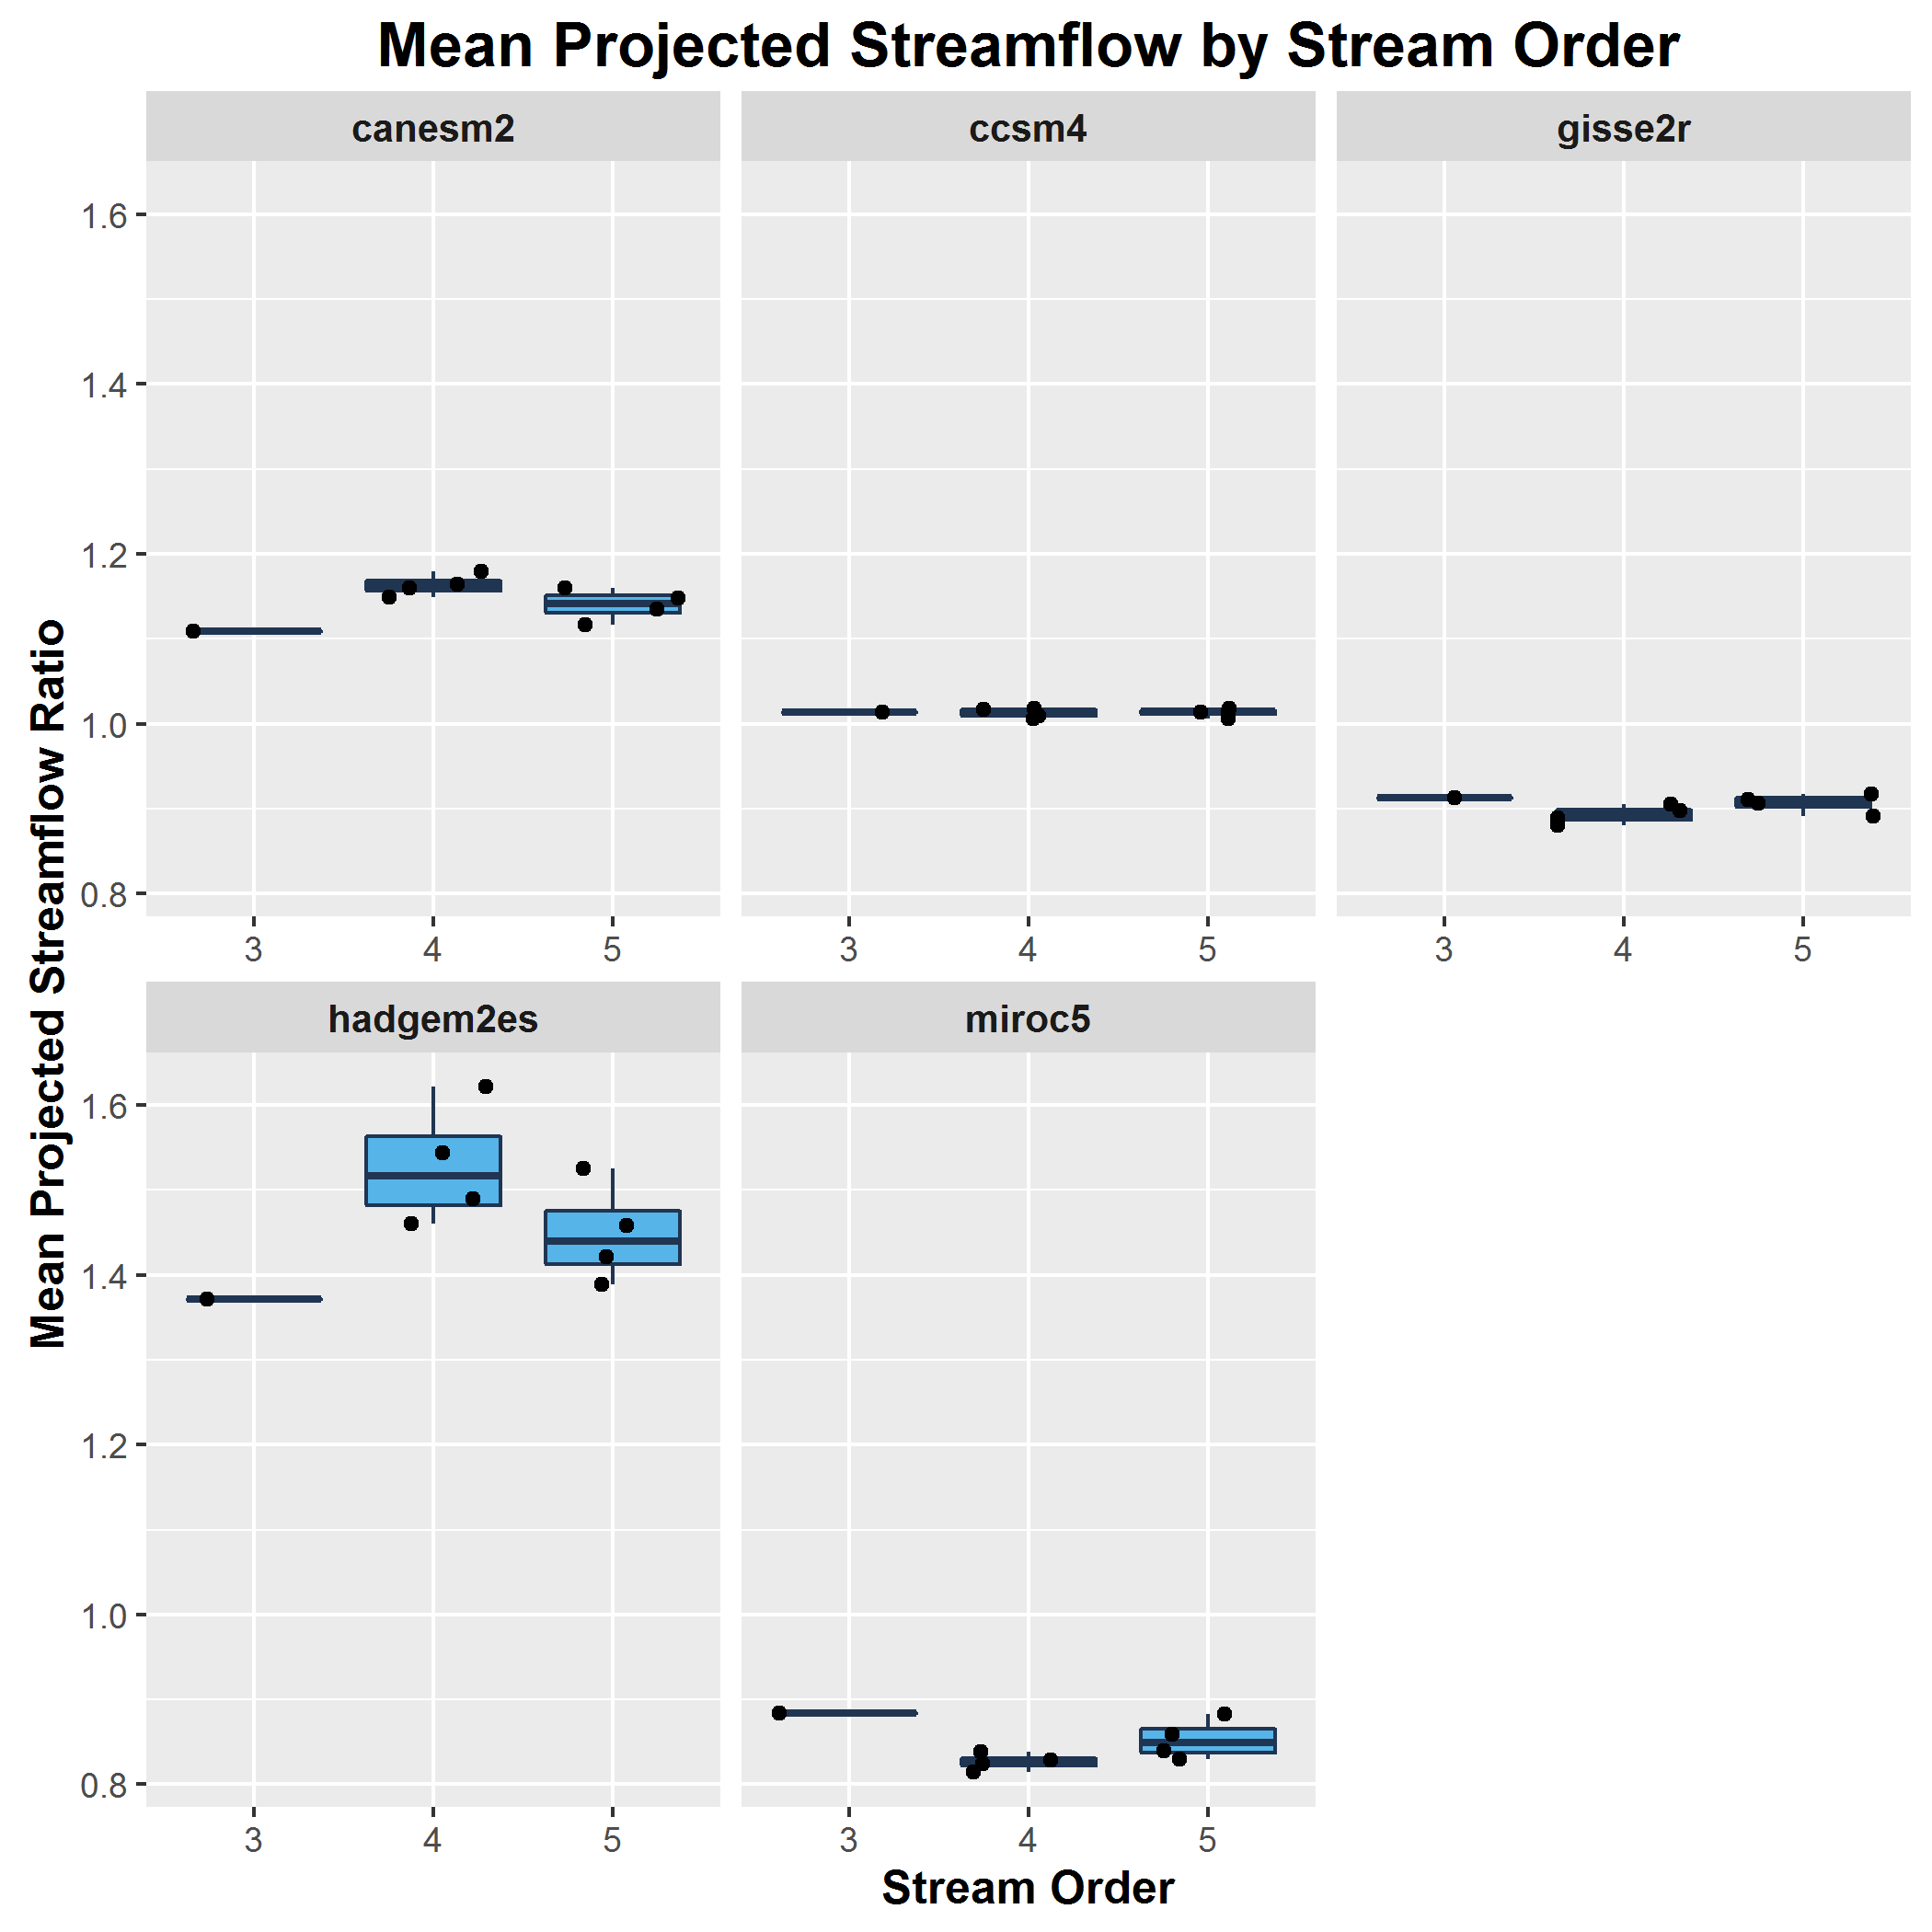 Mean Projected Streamflow by Stream Order
canesm2 ccsm4 gisse2r
1.6
1.4
1.2
1.0
0.8
3 4 5 3 4 5 3 4 5
Mean Projected Streamflow Ratio
hadgem2es miroc5
1.6
1.4
1.2
1.0
0.8
3 4 5 3 4 5
Stream Order